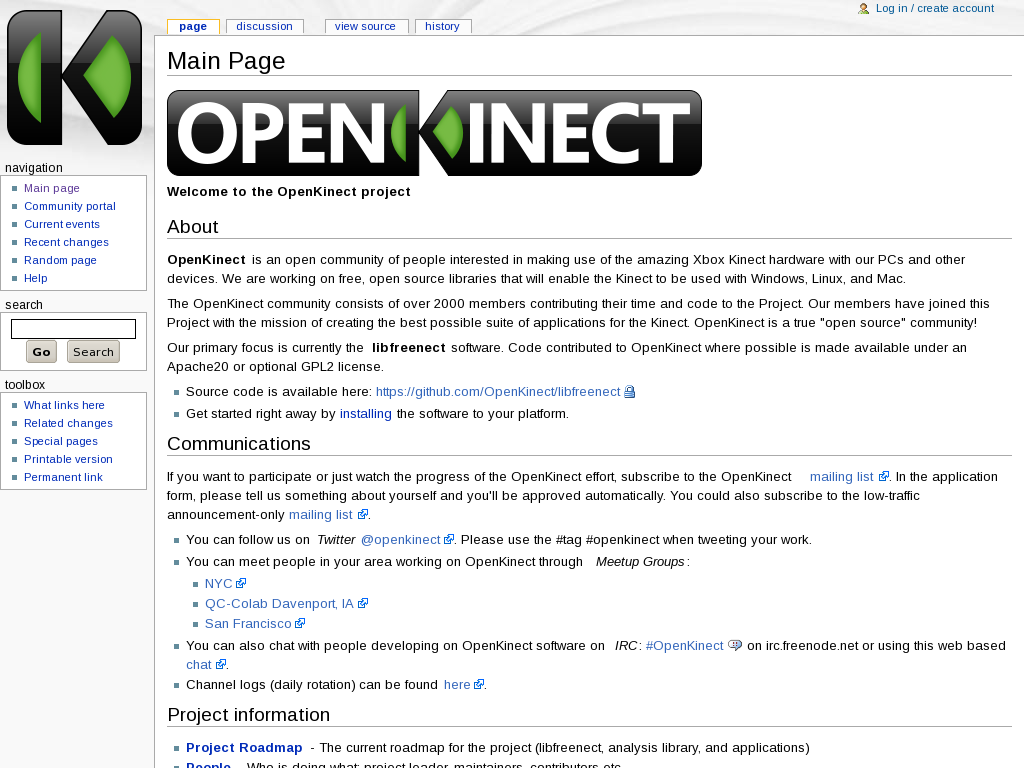 Log in / create account
page discussion view source history
Main Page
OPENKINECT
Welcome to the OpenKinect project
About
OpenKinect is an open community of people interested in making use of the amazing Xbox Kinect hardware with our PCs and other
devices. We are working on free, open source libraries that will enable the Kinect to be used with Windows, Linux, and Mac.
The OpenKinect community consists of over 2000 members contributing their time and code to the Project. Our members have joined this
Project with the mission of creating the best possible suite of applications for the Kinect. OpenKinect is a true "open source" community!
Our primary focus is currently the libfreenect software. Code contributed to OpenKinect where possible is made available under an
Apache20 or optional GPL2 license.
Source code is available here: https://github.com/OpenKinect/libfreenect
Get started right away by installing the software to your platform.
Communications
If you want to participate or just watch the progress of the OpenKinect effort, subscribe to the OpenKinect mailing list. In the application
form, please tell us something about yourself and you'll be approved automatically. You could also subscribe to the low-traffic
announcement-only mailing list.
You can follow us on Twitter @openkinect. Please use the #tag #openkinect when tweeting your work.
You can meet people in your area working on OpenKinect through Meetup Groups:
NYC
QC-Colab Davenport, IA
San Francisco
You can also chat with people developing on OpenKinect software on IRC: #OpenKinect on irc.freenode.net or using this web based
chat.
Channel logs (daily rotation) can be found here.
Project information
Project Roadmap - The current roadmap for the project (libfreenect, analysis library, and applications)
People - Who is doing what: project leader, maintainers, contributors etc.
navigation
Main page
Community portal
Current events
Recent changes
Random page
Help
search
Go Search
toolbox
What links here
Related changes
Special pages
Printable version
Permanent link